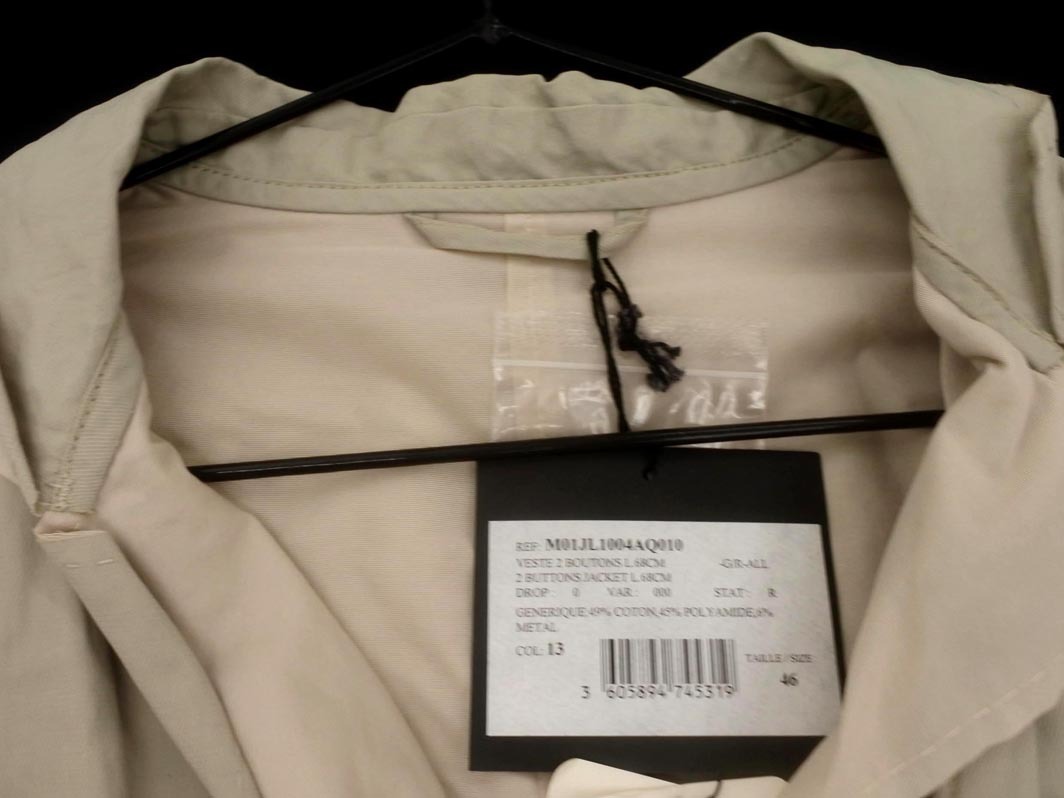 REF: M01JL1004AQ010
VESTE 2 BOUTONS L.68CM -G/R-ALL
2 BUTTONS JACKET L.68CM
DROP : 0 VAR.: 000 STAT : R
GENERIQUE,49% COTON,45% POLYAMIDE,6%
METAL
COL: 13
TAILLE / SIZE
46
3 605894 745319